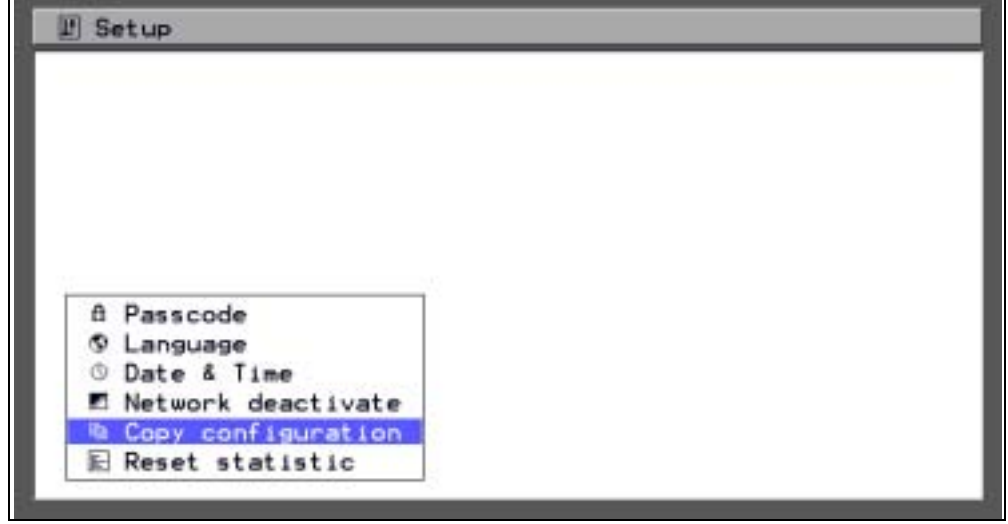 Setup
Passcode
Language
Date & Time
Network deactivate
Copy configuration
Reset statistic